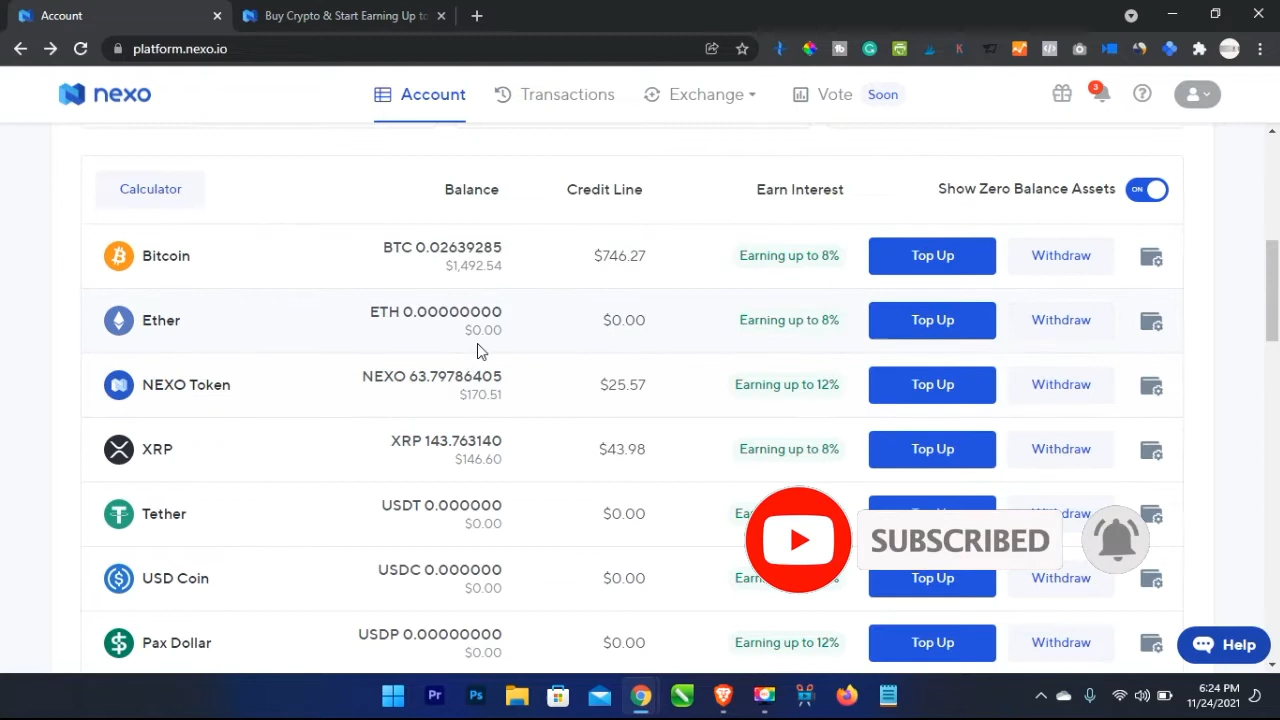 Account
Buy Crypto & Start Earning Up to
platform.nexo.io
nexo
Account
Transactions
Exchange
Vote
Soon
3
Calculator
Balance
Credit Line
Earn Interest
Show Zero Balance Assets
ON
Bitcoin
BTC 0.02639285
$1,492.54
$746.27
Earning up to 8%
Top Up
Withdraw
Ether
ETH 0.00000000
$0.00
$0.00
Earning up to 8%
Top Up
Withdraw
NEXO Token
NEXO 63.79786405
$170.51
$25.57
Earning up to 12%
Top Up
Withdraw
XRP
XRP 143.763140
$146.60
$43.98
Earning up to 8%
Top Up
Withdraw
Tether
USDT 0.000000
$0.00
$0.00
SUBSCRIBED
USD Coin
USDC 0.000000
$0.00
$0.00
Top Up
Withdraw
Pax Dollar
USDP 0.00000000
$0.00
$0.00
Earning up to 12%
Top Up
Withdraw
Help
Pr
Ps
6:24 PM
11/24/2021